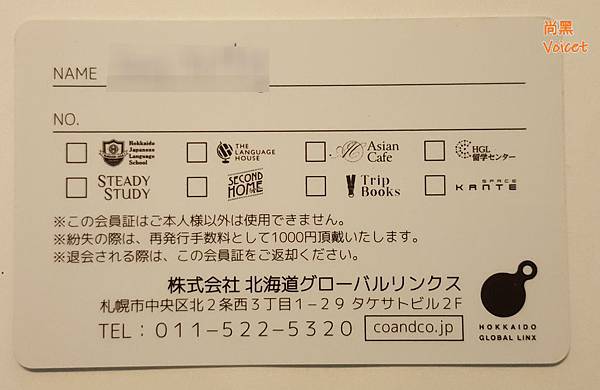 尚黑
Voicet
NAME
NO.
Hokkaido Japanese Language School
THE LANGUAGE HOUSE
Asian Cafe
HGL 留学センター
STEADY STUDY
SECOND HOME
Trip Books
SPACE KANTE
※この会員証はご本人様以外は使用できません。
※紛失の際は、再発行手数料として1000円頂戴いたします。
※退会される際は、この会員証をご返却ください。
株式会社 北海道グローバルリンクス
札幌市中央区北2条西3丁目1-29 タケサトビル2F
TEL：011-522-5320 coandco.jp
HOKKAIDO
GLOBAL LINX